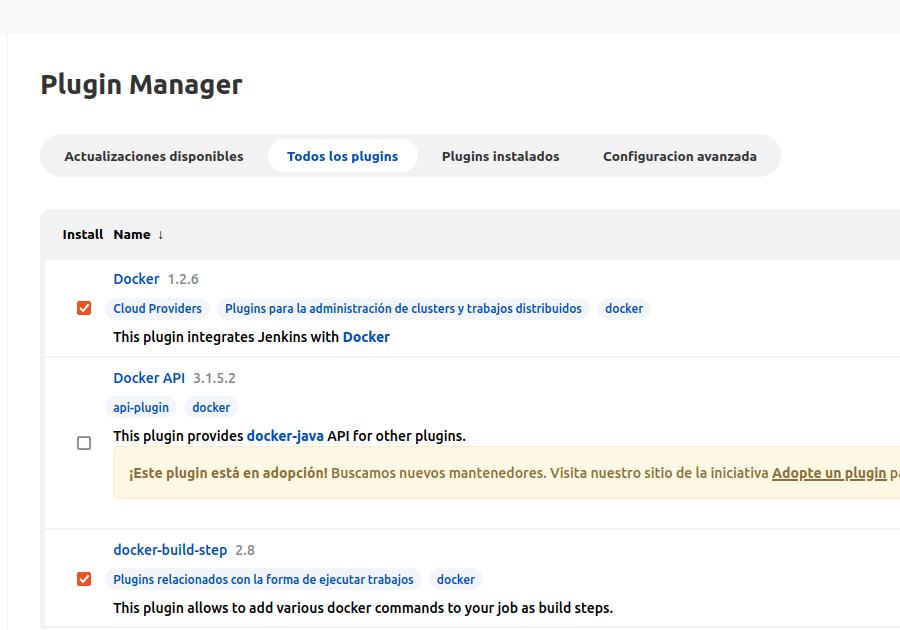 Plugin Manager
Actualizaciones disponibles Todos los plugins Plugins instalados Configuracion avanzada
Install Name ↓
Docker 1.2.6
Cloud Providers Plugins para la administración de clusters y trabajos distribuidos docker
This plugin integrates Jenkins with Docker
Docker API 3.1.5.2
api-plugin docker
This plugin provides docker-java API for other plugins.
¡Este plugin está en adopción! Buscamos nuevos mantenedores. Visita nuestro sitio de la iniciativa Adopte un plugin
docker-build-step 2.8
Plugins relacionados con la forma de ejecutar trabajos docker
This plugin allows to add various docker commands to your job as build steps.